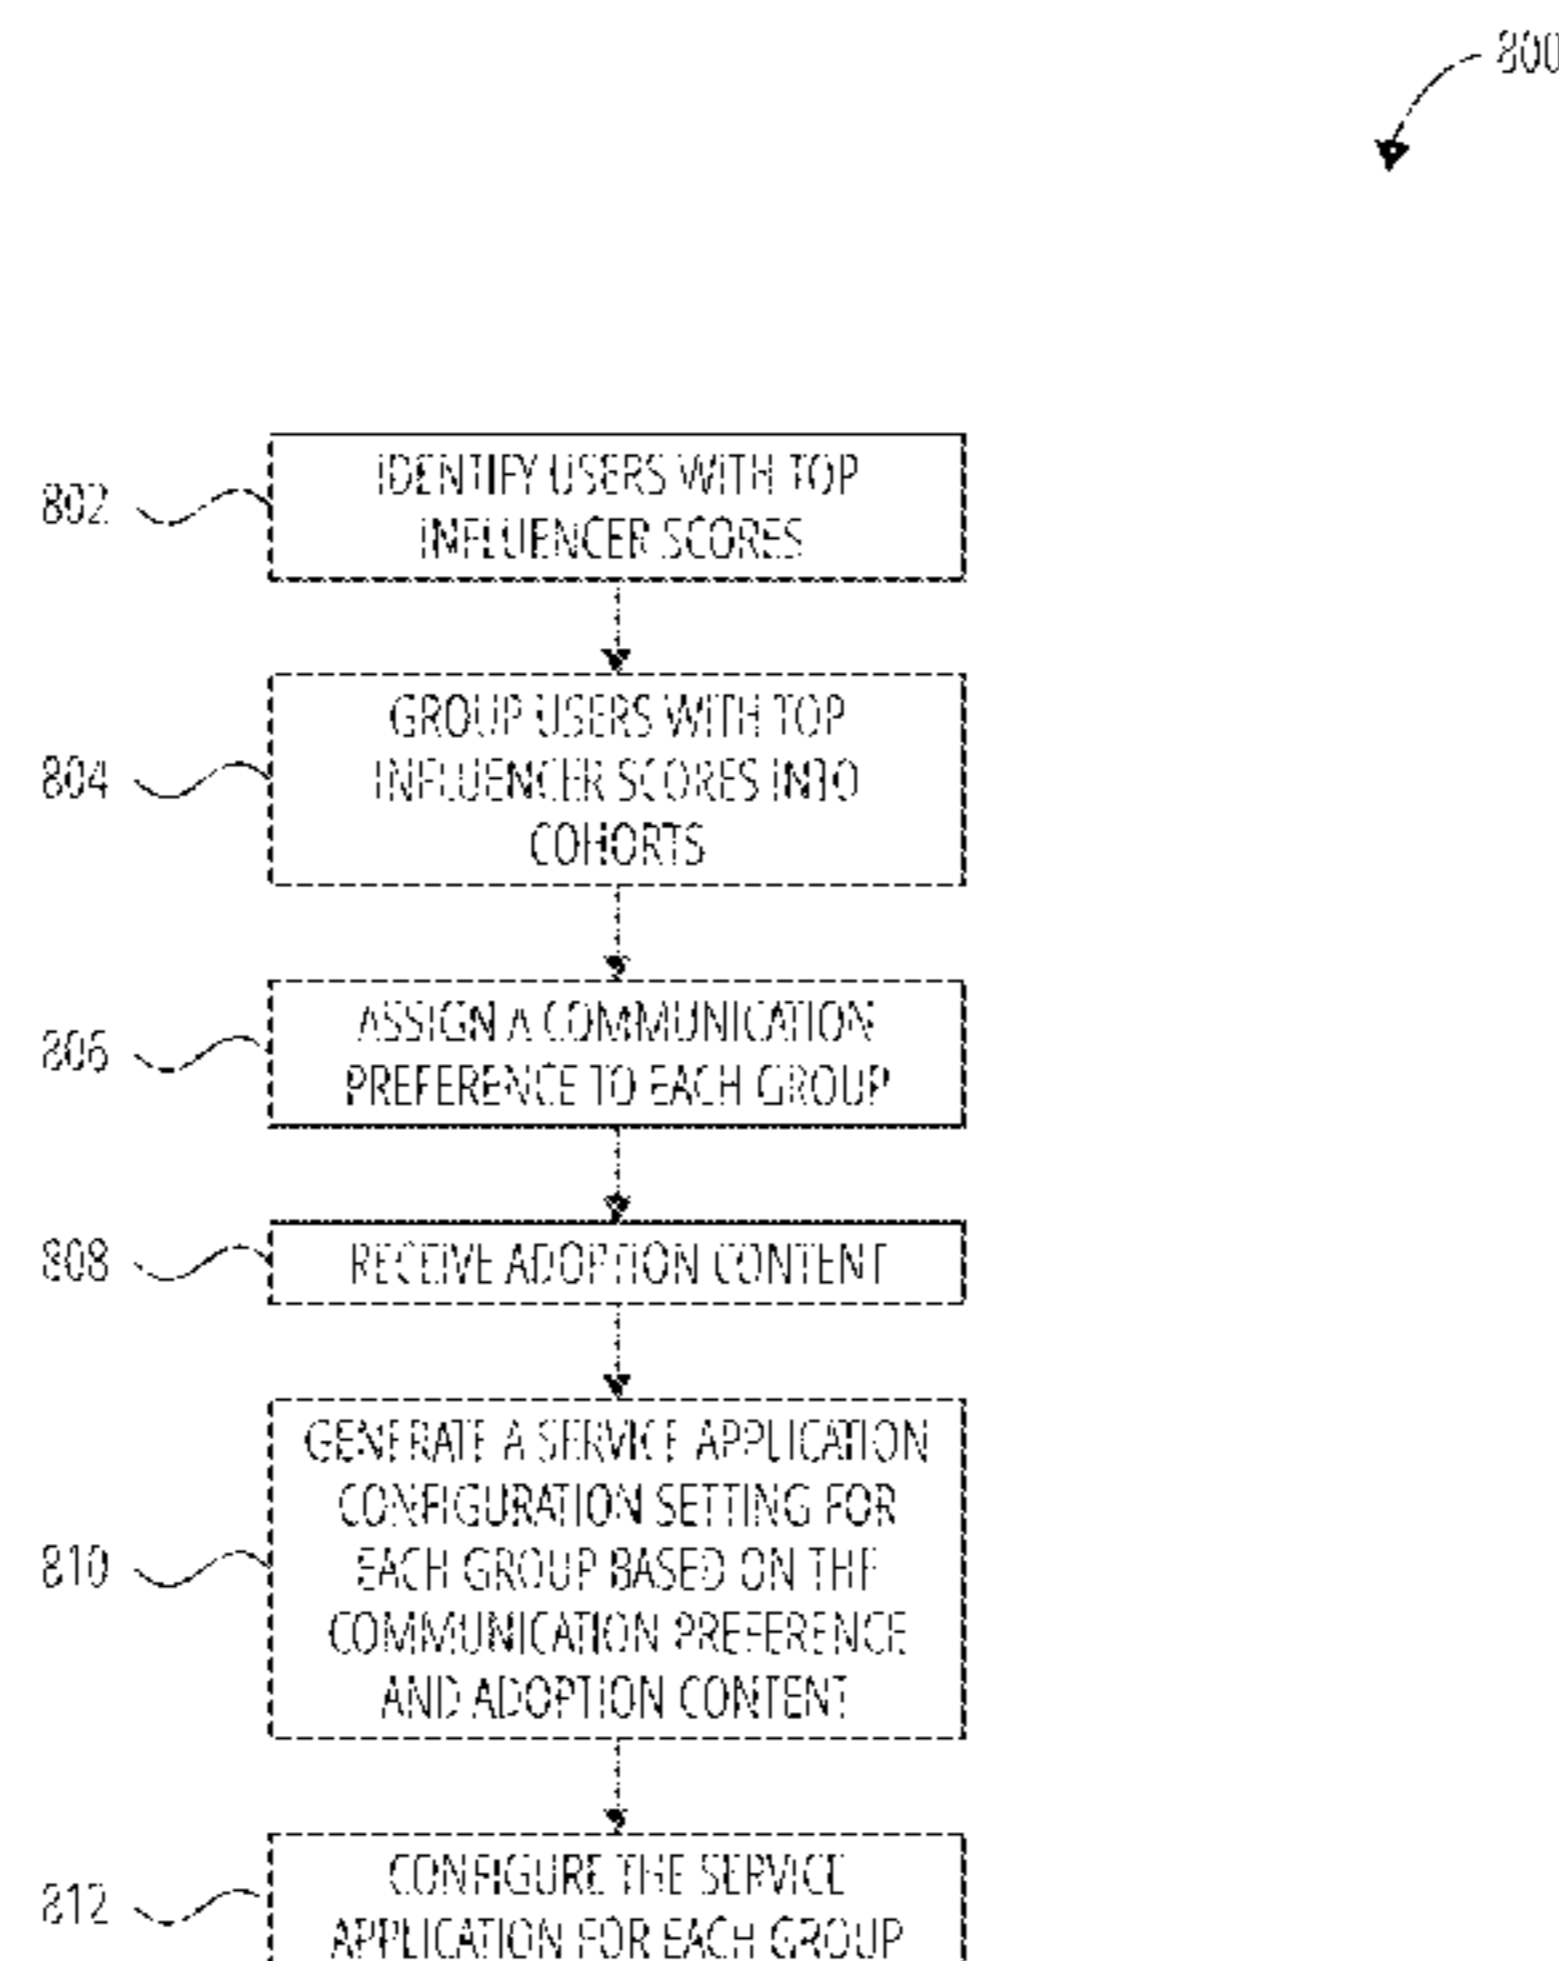 800
802
IDENTIFY USERS WITH TOP
INFLUENCER SCORES
804
GROUP USERS WITH TOP
INFLUENCER SCORES INTO
COHORTS
806
ASSIGN A COMMUNICATION
PREFERENCE TO EACH GROUP
808
RECEIVE ADOPTION CONTENT
810
GENERATE A SERVICE APPLICATION
CONFIGURATION SETTING FOR
EACH GROUP BASED ON THE
COMMUNICATION PREFERENCE
AND ADOPTION CONTENT
812
CONFIGURE THE SERVICE
APPLICATION FOR EACH GROUP